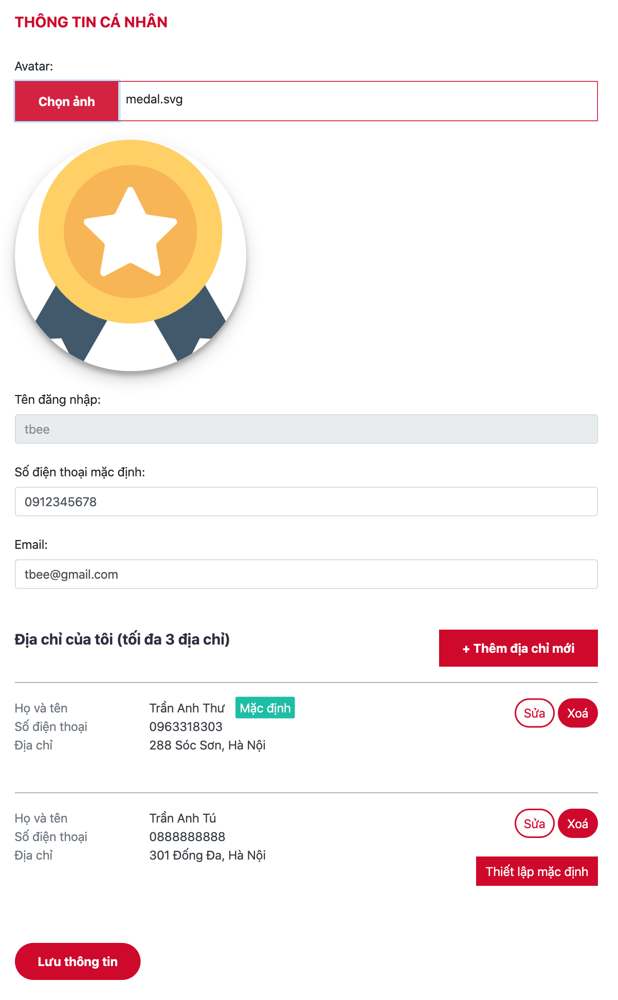 THÔNG TIN CÁ NHÂN
Avatar:
Chọn ảnh medal.svg
Tên đăng nhập:
tbee
Số điện thoại mặc định:
0912345678
Email:
tbee@gmail.com
Địa chỉ của tôi (tối đa 3 địa chỉ) + Thêm địa chỉ mới
Họ và tên Trần Anh Thư Mặc định Sửa Xoá
Số điện thoại 0963318303
Địa chỉ 288 Sóc Sơn, Hà Nội
Họ và tên Trần Anh Tú Sửa Xoá
Số điện thoại 0888888888
Địa chỉ 301 Đống Đa, Hà Nội
Thiết lập mặc định
Lưu thông tin